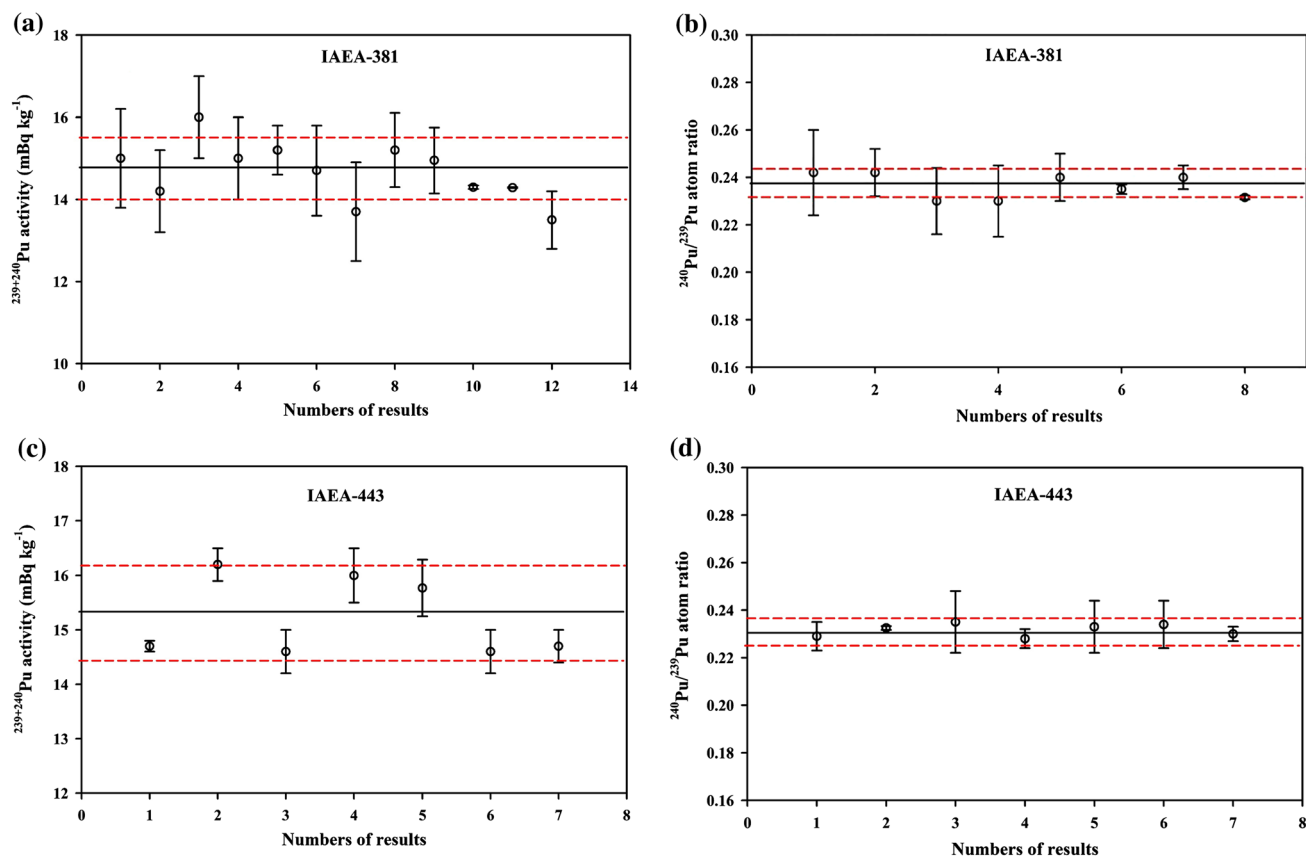 (a)
IAEA-381
239+240Pu activity (mBq kg-1)
18
16
14
12
10
0 2 4 6 8 10 12 14
Numbers of results
(b)
IAEA-381
240Pu/239Pu atom ratio
0.30
0.28
0.26
0.24
0.22
0.20
0.18
0.16
0 2 4 6 8
Numbers of results
(c)
IAEA-443
239+240Pu activity (mBq kg-1)
18
17
16
15
14
13
12
0 1 2 3 4 5 6 7 8
Numbers of results
(d)
IAEA-443
240Pu/239Pu atom ratio
0.30
0.28
0.26
0.24
0.22
0.20
0.18
0.16
0 1 2 3 4 5 6 7 8
Numbers of results